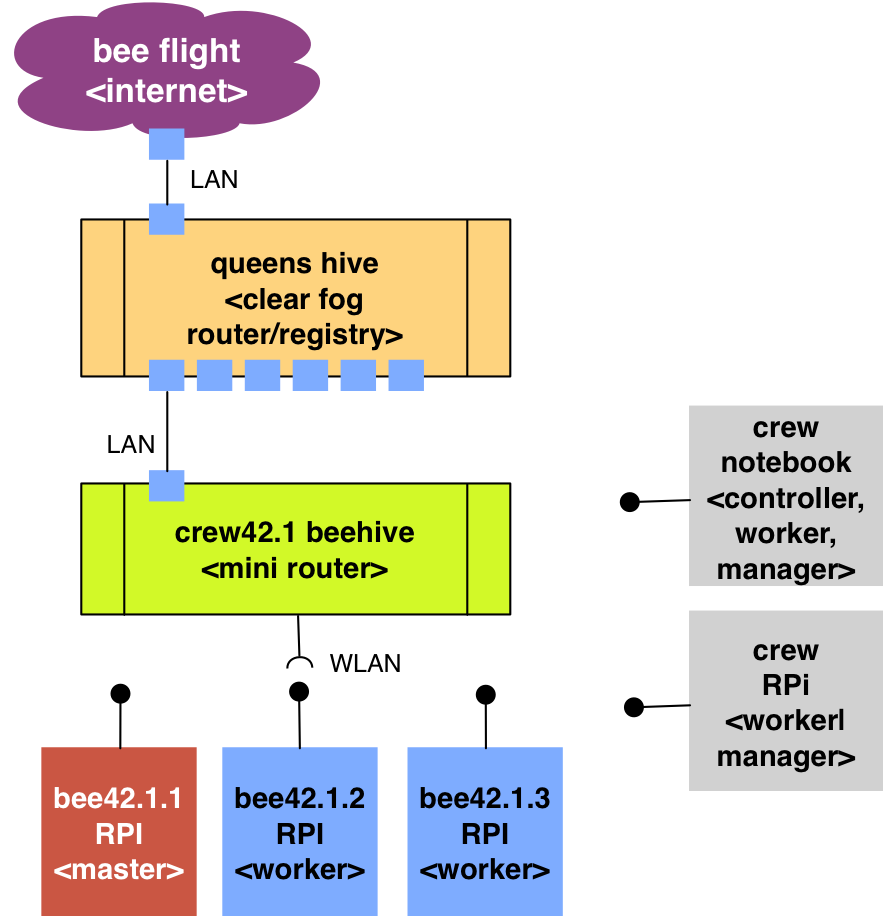 bee flight
<internet>
LAN
queens hive
<clear fog
router/registry>
LAN
crew42.1 beehive
<mini router>
WLAN
crew
notebook
<controller,
worker,
manager>
crew
RPi
<workerl
manager>
bee42.1.1
RPI
<master>
bee42.1.2
RPI
<worker>
bee42.1.3
RPI
<worker>